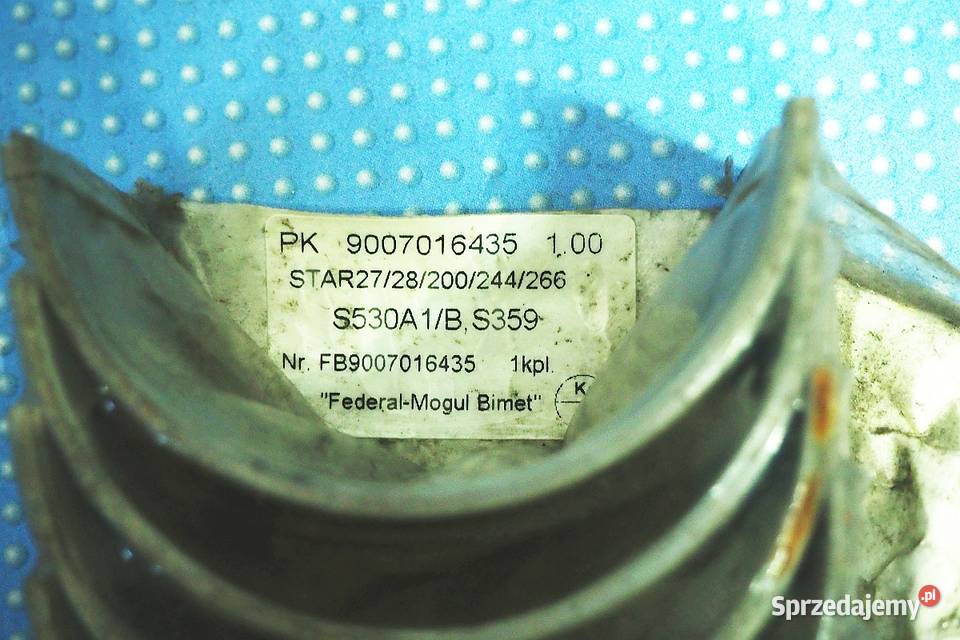 PK 9007016435 1.00
STAR27/28/200/244/266
S530A1/B, S359
Nr. FB9007016435 1kpl.
"Federal-Mogul Bimet" K
Sprzedajemy.pl